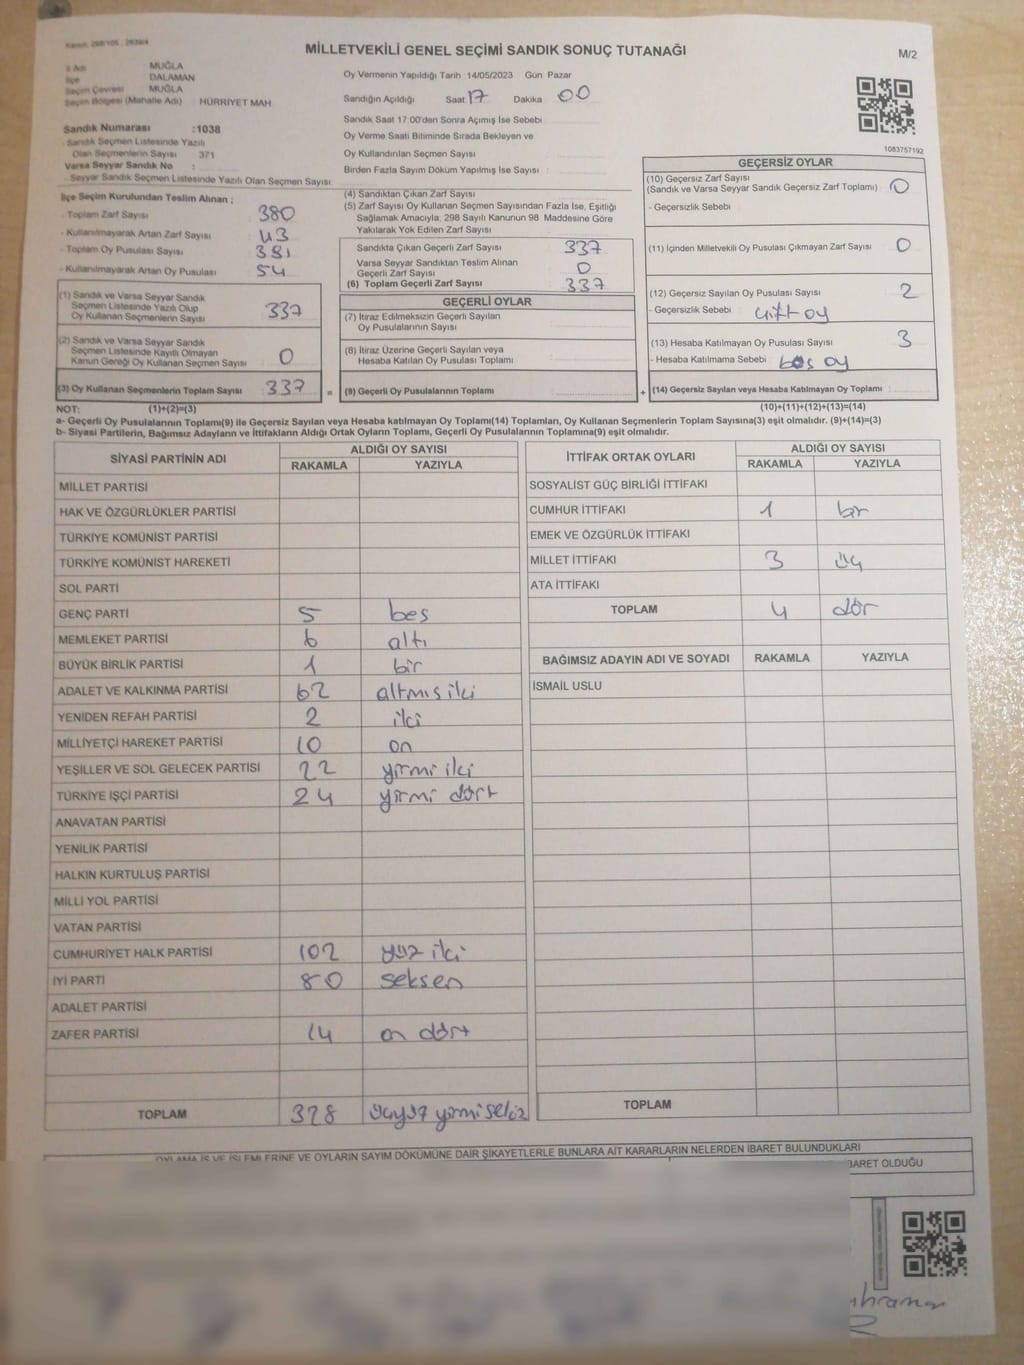 Kanun: 298/105 , 2839/4
MİLLETVEKİLİ GENEL SEÇİMİ SANDIK SONUÇ TUTANAĞI
M/2
İl Adı MUĞLA
İlçe DALAMAN
Seçim Çevresi MUĞLA
Seçim Bölgesi (Mahalle Adı) HÜRRİYET MAH
Oy Vermenin Yapıldığı Tarih :14/05/2023 Gün Pazar
Sandığın Açıldığı Saat 17 Dakika 00
Sandık Saat 17:00'den Sonra Açımış İse Sebebi
Oy Verme Saati Bitiminde Sırada Bekleyen ve
Oy Kullandırılan Seçmen Sayısı
Birden Fazla Sayım Döküm Yapılmış İse Sayısı :
1083757192
Sandık Numarası :1038
- Sandık Seçmen Listesinde Yazılı
Olan Seçmenlerin Sayısı 371
Varsa Seyyar Sandık No :
- Seyyar Sandık Seçmen Listesinde Yazılı Olan Seçmen Sayısı:
İlçe Seçim Kurulundan Teslim Alınan ;
- Toplam Zarf Sayısı 380
- Kullanılmayarak Artan Zarf Sayısı 43
- Toplam Oy Pusulası Sayısı 381
- Kullanılmayarak Artan Oy Pusulası 54
(1) Sandık ve Varsa Seyyar Sandık
Seçmen Listesinde Yazılı Olup
Oy Kullanan Seçmenlerin Sayısı 337
(2) Sandık ve Varsa Seyyar Sandık
Seçmen Listesinde Kayıtlı Olmayan
Kanun Gereği Oy Kullanan Seçmen Sayısı 0
(3) Oy Kullanan Seçmenlerin Toplam Sayısı 337 =
(4) Sandıktan Çıkan Zarf Sayısı
(5) Zarf Sayısı Oy Kullanan Seçmen Sayısından Fazla İse, Eşitliği
Sağlamak Amacıyla; 298 Sayılı Kanunun 98. Maddesine Göre
Yakılarak Yok Edilen Zarf Sayısı
Sandıkta Çıkan Geçerli Zarf Sayısı 337
Varsa Seyyar Sandıktan Teslim Alınan
Geçerli Zarf Sayısı 0
(6) Toplam Geçerli Zarf Sayısı 337
GEÇERLİ OYLAR
(7) İtiraz Edilmeksizin Geçerli Sayılan
Oy Pusulalarının Sayısı
(8) İtiraz Üzerine Geçerli Sayılan veya
Hesaba Katılan Oy Pusulası Toplamı
(9) Geçerli Oy Pusulalarının Toplamı +
GEÇERSİZ OYLAR
(10) Geçersiz Zarf Sayısı
(Sandık ve Varsa Seyyar Sandık Geçersiz Zarf Toplamı) 0
- Geçersizlik Sebebi
(11) İçinden Milletvekili Oy Pusulası Çıkmayan Zarf Sayısı 0
(12) Geçersiz Sayılan Oy Pusulası Sayısı 2
- Geçersizlik Sebebi çift oy
(13) Hesaba Katılmayan Oy Pusulası Sayısı 3
- Hesaba Katılmama Sebebi boş oy
(14) Geçersiz Sayılan veya Hesaba Katılmayan Oy Toplamı
NOT: (1)+(2)=(3) (10)+(11)+(12)+(13)=(14)
a- Geçerli Oy Pusulalarının Toplamı(9) ile Geçersiz Sayılan veya Hesaba katılmayan Oy Toplamı(14) Toplamları, Oy Kullanan Seçmenlerin Toplam Sayısına(3) eşit olmalıdır. (9)+(14)=(3)
b- Siyasi Partilerin, Bağımsız Adayların ve İttifakların Aldığı Ortak Oyların Toplamı, Geçerli Oy Pusulalarının Toplamına(9) eşit olmalıdır.
SİYASİ PARTİNİN ADI ALDIĞI OY SAYISI
RAKAMLA YAZIYLA
MİLLET PARTİSİ
HAK VE ÖZGÜRLÜKLER PARTİSİ
TÜRKİYE KOMÜNİST PARTİSİ
TÜRKİYE KOMÜNİST HAREKETİ
SOL PARTİ
GENÇ PARTİ 5 beş
MEMLEKET PARTİSİ 6 altı
BÜYÜK BİRLİK PARTİSİ 1 bir
ADALET VE KALKINMA PARTİSİ 62 altmış iki
YENİDEN REFAH PARTİSİ 2 iki
MİLLİYETÇİ HAREKET PARTİSİ 10 on
YEŞİLLER VE SOL GELECEK PARTİSİ 22 yirmi iki
TÜRKİYE İŞÇİ PARTİSİ 24 yirmi dört
ANAVATAN PARTİSİ
YENİLİK PARTİSİ
HALKIN KURTULUŞ PARTİSİ
MİLLİ YOL PARTİSİ
VATAN PARTİSİ
CUMHURİYET HALK PARTİSİ 102 yüz iki
İYİ PARTİ 80 seksen
ADALET PARTİSİ
ZAFER PARTİSİ 14 on dört
TOPLAM 328 üçyüz yirmi sekiz
İTTİFAK ORTAK OYLARI ALDIĞI OY SAYISI
RAKAMLA YAZIYLA
SOSYALİST GÜÇ BİRLİĞİ İTTİFAKI
CUMHUR İTTİFAKI 1 bir
EMEK VE ÖZGÜRLÜK İTTİFAKI
MİLLET İTTİFAKI 3 üç
ATA İTTİFAKI
TOPLAM 4 dör
BAĞIMSIZ ADAYIN ADI VE SOYADI RAKAMLA YAZIYLA
İSMAİL USLU
TOPLAM
OYLAMA İŞ VE İŞLEMLERİNE VE OYLARIN SAYIM DÖKÜMÜNE DAİR ŞİKAYETLERLE BUNLARA AİT KARARLARIN NELERDEN İBARET BULUNDUKLARI
BARET OLDUĞU